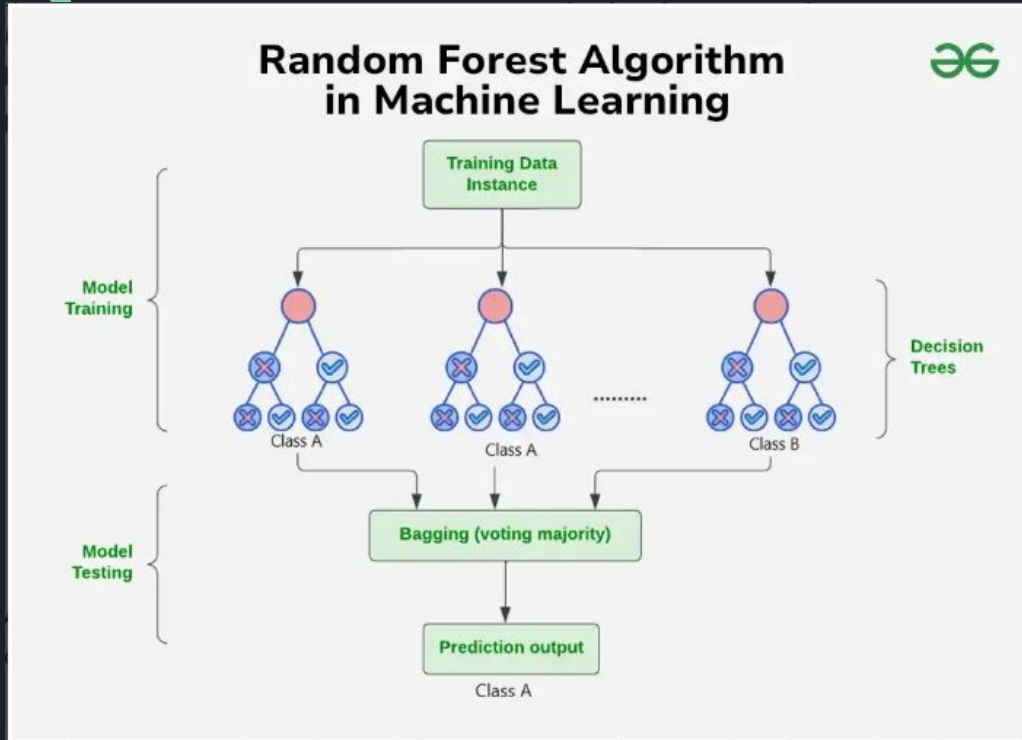 Random Forest Algorithm
in Machine Learning
Training Data
Instance
Model
Training
Decision
Trees
Class A
Class A
.........
Class B
Bagging (voting majority)
Model
Testing
Prediction output
Class A